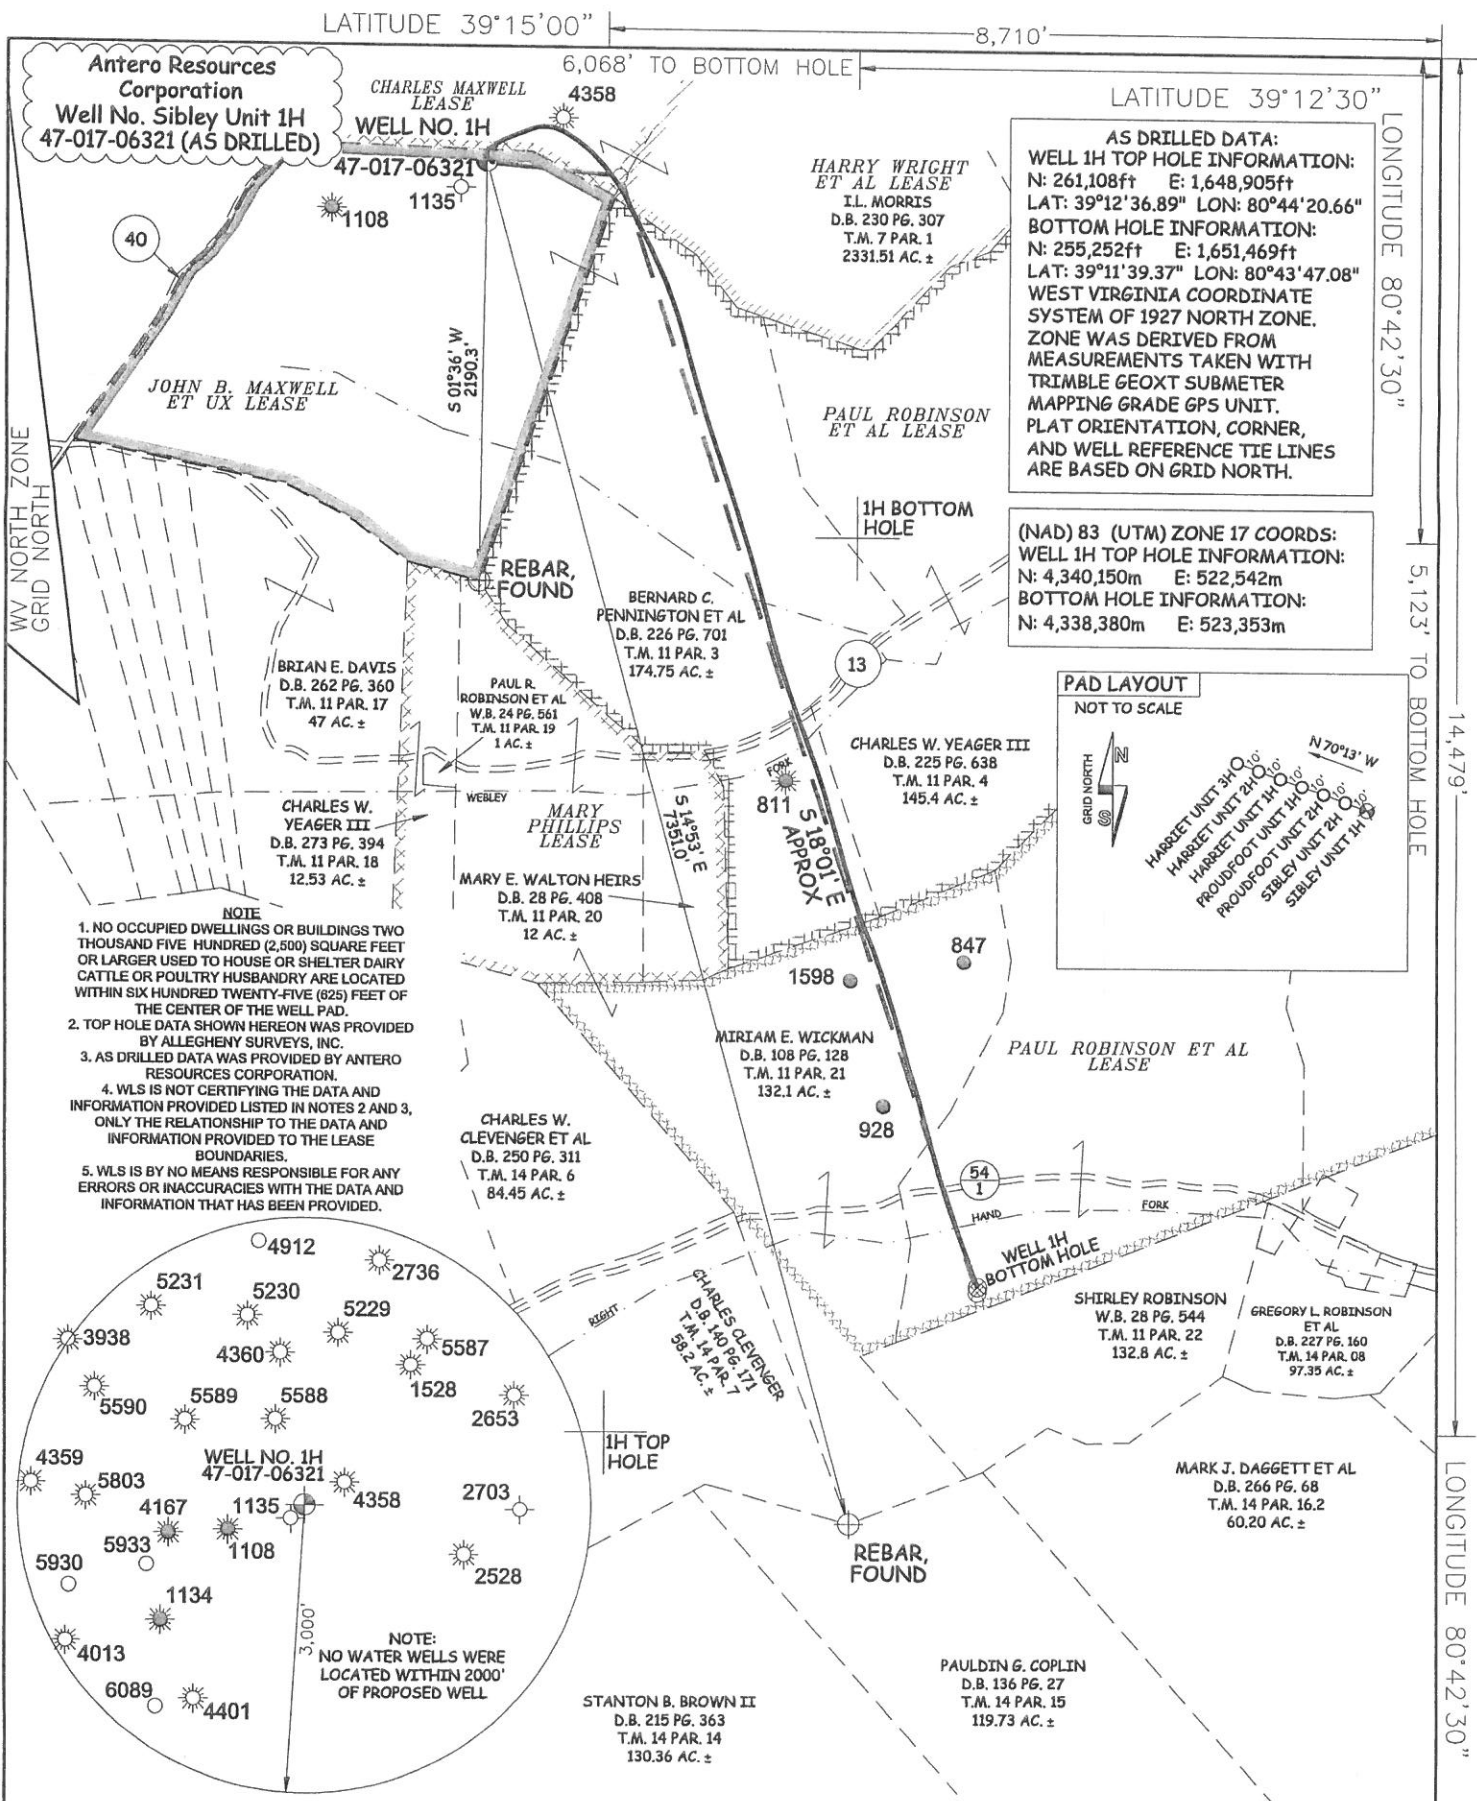 LATITUDE 39°15'00"
8,710'
6,068' TO BOTTOM HOLE
LATITUDE 39°12'30"
LONGITUDE 80°42'30"
Antero Resources
Corporation
Well No. Sibley Unit 1H
47-017-06321 (AS DRILLED)
CHARLES MAXWELL
LEASE
4358
WELL NO. 1H
47-017-06321
1135
1108
40
HARRY WRIGHT
ET AL LEASE
I.L. MORRIS
D.B. 230 PG. 307
T.M. 7 PAR. 1
2331.51 AC. ±
AS DRILLED DATA:
WELL 1H TOP HOLE INFORMATION:
N: 261,108ft E: 1,648,905ft
LAT: 39°12'36.89" LON: 80°44'20.66"
BOTTOM HOLE INFORMATION:
N: 255,252ft E: 1,651,469ft
LAT: 39°11'39.37" LON: 80°43'47.08"
WEST VIRGINIA COORDINATE
SYSTEM OF 1927 NORTH ZONE.
ZONE WAS DERIVED FROM
MEASUREMENTS TAKEN WITH
TRIMBLE GEOXT SUBMETER
MAPPING GRADE GPS UNIT.
PLAT ORIENTATION, CORNER,
AND WELL REFERENCE TIE LINES
ARE BASED ON GRID NORTH.
S 01°36' W
2190.3'
JOHN B. MAXWELL
ET UX LEASE
PAUL ROBINSON
ET AL LEASE
WV NORTH ZONE
GRID NORTH
1H BOTTOM
HOLE
(NAD) 83 (UTM) ZONE 17 COORDS:
WELL 1H TOP HOLE INFORMATION:
N: 4,340,150m E: 522,542m
BOTTOM HOLE INFORMATION:
N: 4,338,380m E: 523,353m
5,123' TO BOTTOM HOLE
14,479'
REBAR,
FOUND
BERNARD C.
PENNINGTON ET AL
D.B. 226 PG. 701
T.M. 11 PAR. 3
174.75 AC. ±
13
BRIAN E. DAVIS
D.B. 262 PG. 360
T.M. 11 PAR. 17
47 AC. ±
PAUL R.
ROBINSON ET AL
W.B. 24 PG. 561
T.M. 11 PAR. 19
1 AC. ±
PAD LAYOUT
NOT TO SCALE
GRID NORTH
N
S
N 70°13' W
HARRIET UNIT 3H
10'
HARRIET UNIT 2H
10'
HARRIET UNIT 1H
10'
PROUDFOOT UNIT 1H
10'
PROUDFOOT UNIT 2H
10'
SIBLEY UNIT 2H
10'
SIBLEY UNIT 1H
CHARLES W. YEAGER III
D.B. 225 PG. 638
T.M. 11 PAR. 4
145.4 AC. ±
FORK
811
WEBLEY
CHARLES W.
YEAGER III
D.B. 273 PG. 394
T.M. 11 PAR. 18
12.53 AC. ±
MARY
PHILLIPS
LEASE
S 14°53' E
7351.0'
S 18°01' E
APPROX
MARY E. WALTON HEIRS
D.B. 28 PG. 408
T.M. 11 PAR. 20
12 AC. ±
NOTE
1. NO OCCUPIED DWELLINGS OR BUILDINGS TWO
THOUSAND FIVE HUNDRED (2,500) SQUARE FEET
OR LARGER USED TO HOUSE OR SHELTER DAIRY
CATTLE OR POULTRY HUSBANDRY ARE LOCATED
WITHIN SIX HUNDRED TWENTY-FIVE (625) FEET OF
THE CENTER OF THE WELL PAD.
2. TOP HOLE DATA SHOWN HEREON WAS PROVIDED
BY ALLEGHENY SURVEYS, INC.
3. AS DRILLED DATA WAS PROVIDED BY ANTERO
RESOURCES CORPORATION.
4. WLS IS NOT CERTIFYING THE DATA AND
INFORMATION PROVIDED LISTED IN NOTES 2 AND 3,
ONLY THE RELATIONSHIP TO THE DATA AND
INFORMATION PROVIDED TO THE LEASE
BOUNDARIES.
5. WLS IS BY NO MEANS RESPONSIBLE FOR ANY
ERRORS OR INACCURACIES WITH THE DATA AND
INFORMATION THAT HAS BEEN PROVIDED.
847
1598
MIRIAM E. WICKMAN
D.B. 108 PG. 128
T.M. 11 PAR. 21
132.1 AC. ±
928
PAUL ROBINSON ET AL
LEASE
CHARLES W.
CLEVENGER ET AL
D.B. 250 PG. 311
T.M. 14 PAR. 6
84.45 AC. ±
54
1
HAND
FORK
RIGHT
WELL 1H
BOTTOM HOLE
CHARLES CLEVENGER
D.B. 140 PG. 171
T.M. 14 PAR. 7
58.2 AC. ±
SHIRLEY ROBINSON
W.B. 28 PG. 544
T.M. 11 PAR. 22
132.8 AC. ±
GREGORY L. ROBINSON
ET AL
D.B. 227 PG. 160
T.M. 14 PAR. 08
97.35 AC. ±
4912
2736
5231
5230
5229
3938
4360
5587
1528
5590
5589
5588
2653
1H TOP
HOLE
4359
5803
WELL NO. 1H
47-017-06321
4358
2703
4167
1135
1108
5933
5930
2528
1134
4013
3,000'
6089
4401
NOTE:
NO WATER WELLS WERE
LOCATED WITHIN 2000'
OF PROPOSED WELL
MARK J. DAGGETT ET AL
D.B. 266 PG. 68
T.M. 14 PAR. 16.2
60.20 AC. ±
REBAR,
FOUND
LONGITUDE 80°42'30"
STANTON B. BROWN II
D.B. 215 PG. 363
T.M. 14 PAR. 14
130.36 AC. ±
PAULDIN G. COPLIN
D.B. 136 PG. 27
T.M. 14 PAR. 15
119.73 AC. ±